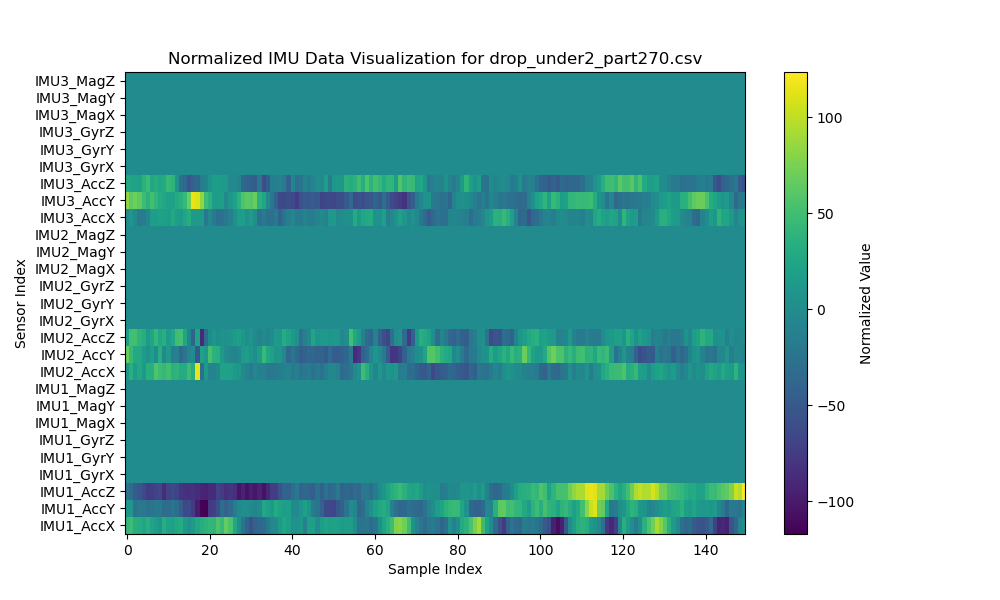 Normalized IMU Data Visualization for drop_under2_part270.csv
IMU3_MagZ
IMU3_MagY
IMU3_MagX
IMU3_GyrZ
IMU3_GyrY
IMU3_GyrX
IMU3_AccZ
IMU3_AccY
IMU3_AccX
IMU2_MagZ
IMU2_MagY
IMU2_MagX
IMU2_GyrZ
IMU2_GyrY
IMU2_GyrX
IMU2_AccZ
IMU2_AccY
IMU2_AccX
IMU1_MagZ
IMU1_MagY
IMU1_MagX
IMU1_GyrZ
IMU1_GyrY
IMU1_GyrX
IMU1_AccZ
IMU1_AccY
IMU1_AccX
Sensor Index
0 20 40 60 80 100 120 140
Sample Index
100
50
0
−50
−100
Normalized Value